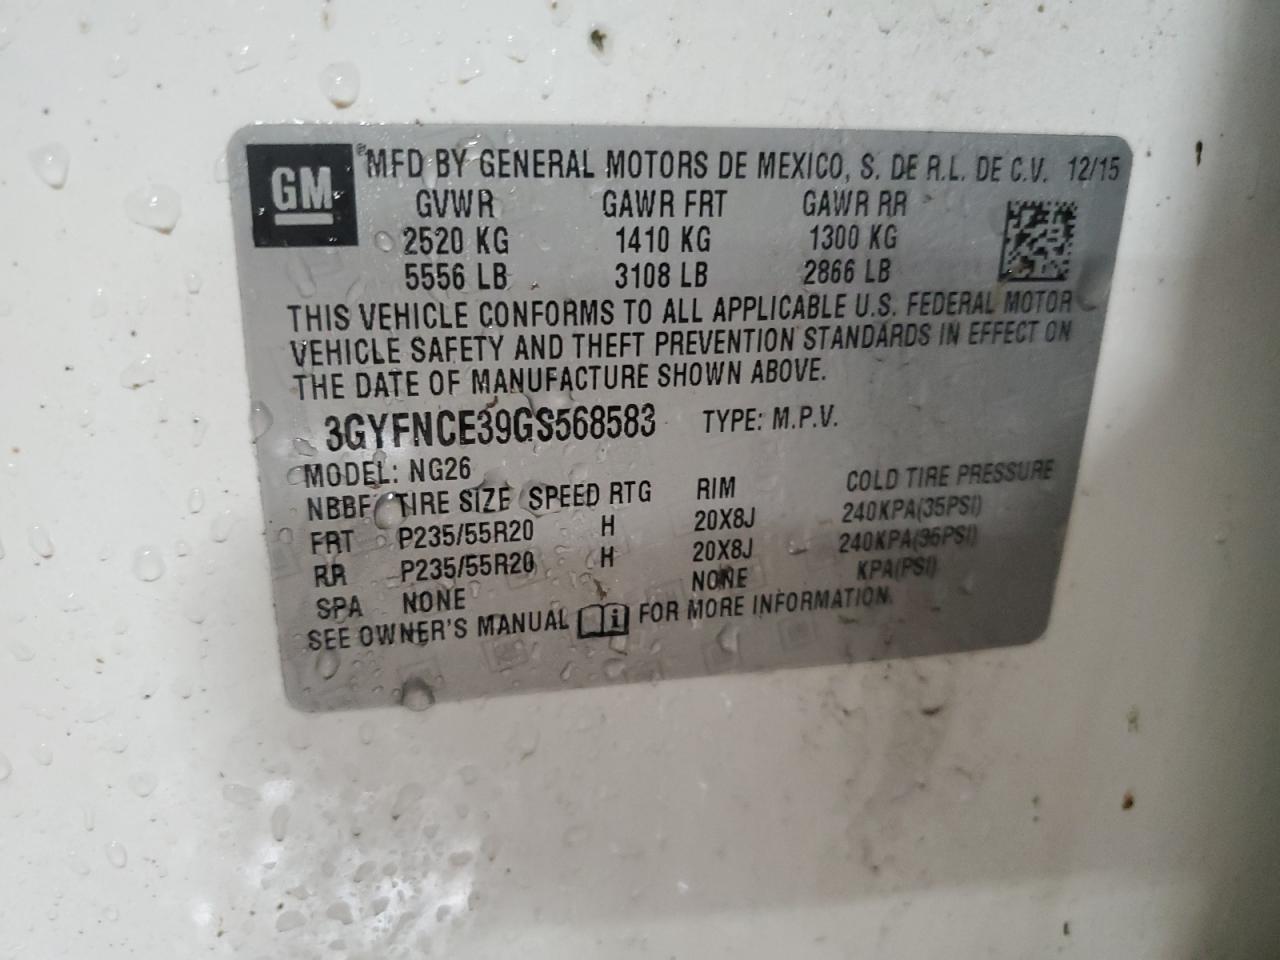 GM
® MFD BY GENERAL MOTORS DE MEXICO, S. DE R.L. DE C.V. 12/15
GVWR GAWR FRT GAWR RR
2520 KG 1410 KG 1300 KG
5556 LB 3108 LB 2866 LB
THIS VEHICLE CONFORMS TO ALL APPLICABLE U.S. FEDERAL MOTOR
VEHICLE SAFETY AND THEFT PREVENTION STANDARDS IN EFFECT ON
THE DATE OF MANUFACTURE SHOWN ABOVE.
3GYFNCE39GS568583 TYPE: M.P.V.
MODEL: NG26
NBBF TIRE SIZE SPEED RTG RIM COLD TIRE PRESSURE
FRT P235/55R20 H 20X8J 240KPA(35PSI)
RR P235/55R20 H 20X8J 240KPA(35PSI)
SPA NONE NONE KPA(PSI)
SEE OWNER'S MANUAL i FOR MORE INFORMATION.